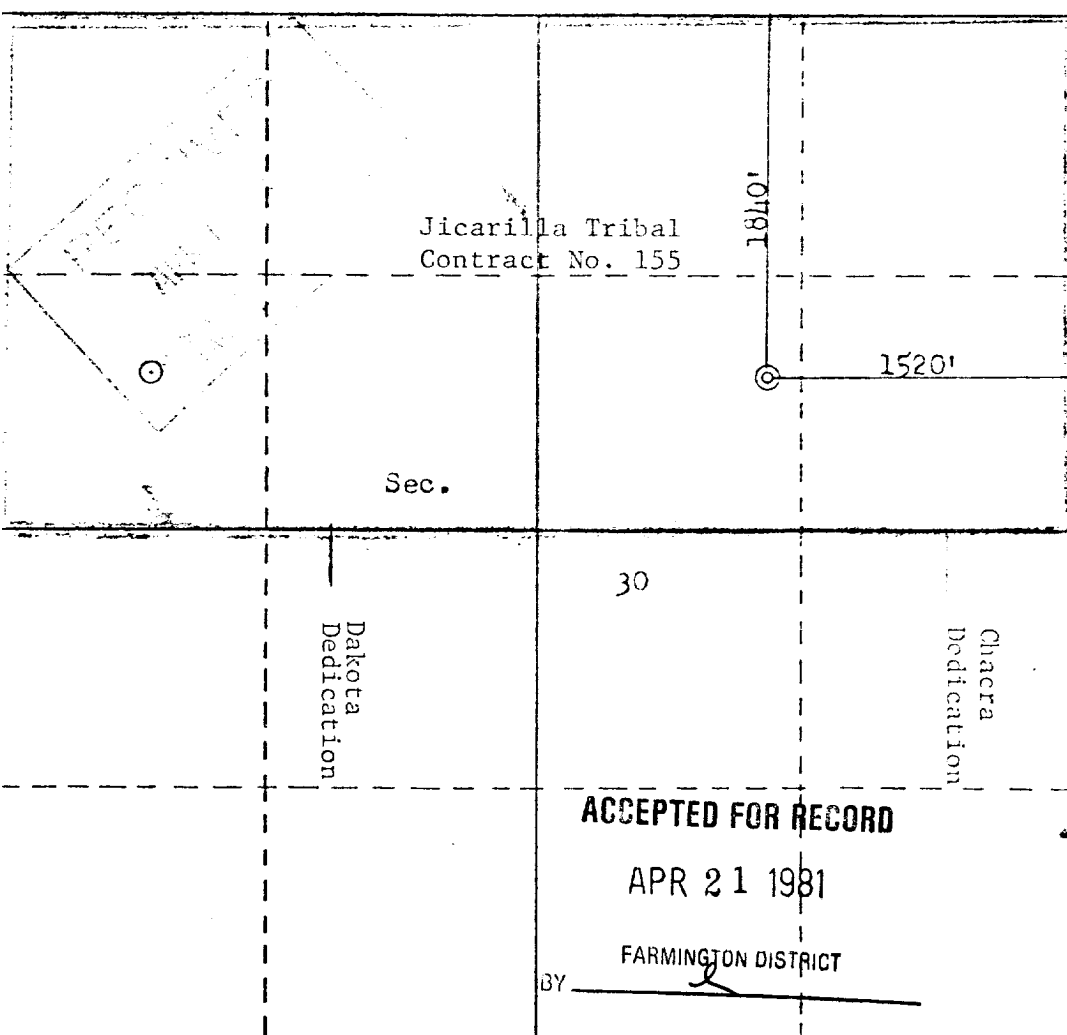 Jicarilla Tribal
Contract No. 155
1840'
1520'
Sec.
30
Dakota
Dedication
Chacra
Dedication
ACCEPTED FOR RECORD
APR 21 1981
FARMINGTON DISTRICT
BY